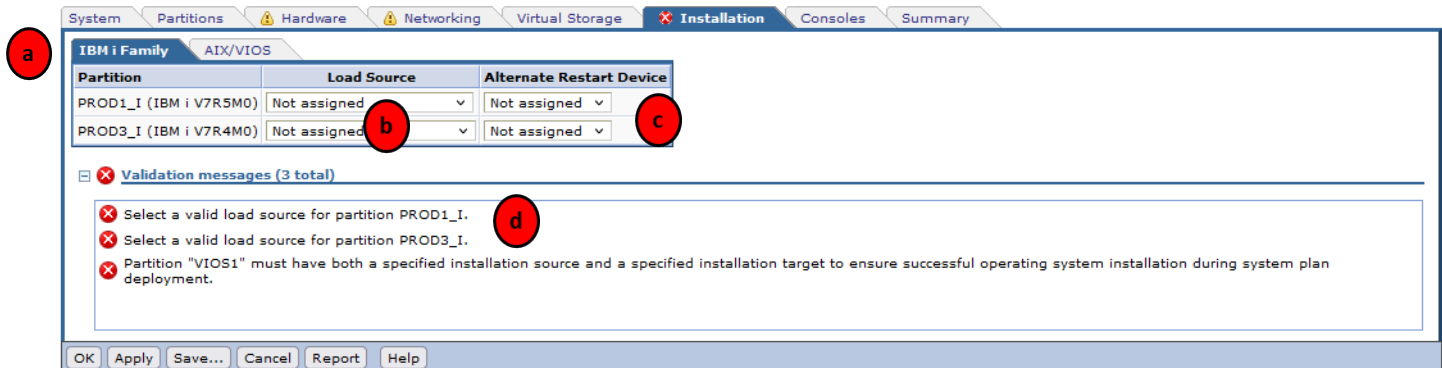 System Partitions Hardware Networking Virtual Storage Installation Consoles Summary
a
IBM i Family AIX/VIOS
Partition Load Source Alternate Restart Device
PROD1_I (IBM i V7R5M0) Not assigned Not assigned
PROD3_I (IBM i V7R4M0) Not assigned Not assigned
b
c
Validation messages (3 total)
Select a valid load source for partition PROD1_I.
d
Select a valid load source for partition PROD3_I.
Partition "VIOS1" must have both a specified installation source and a specified installation target to ensure successful operating system installation during system plan
deployment.
OK Apply Save... Cancel Report Help